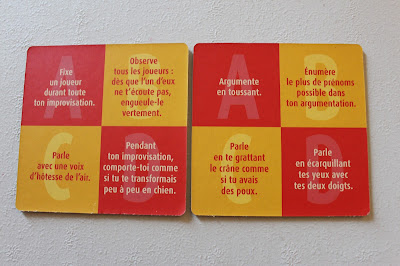 A
Fixe
un joueur
durant toute
ton improvisation.
B
Observe
tous les joueurs :
dès que l'un d'eux
ne t'écoute pas,
engueule-le
vertement.
C
Parle
avec une voix
d'hôtesse de l'air.
D
Pendant
ton improvisation,
comporte-toi comme
si tu te transformais
peu à peu en chien.
A
Argumente
en toussant.
B
Énumère
le plus de prénoms
possible dans
ton argumentation.
C
Parle
en te grattant
le crâne comme
si tu avais
des poux.
D
Parle
en écarquillant
tes yeux avec
tes deux doigts.